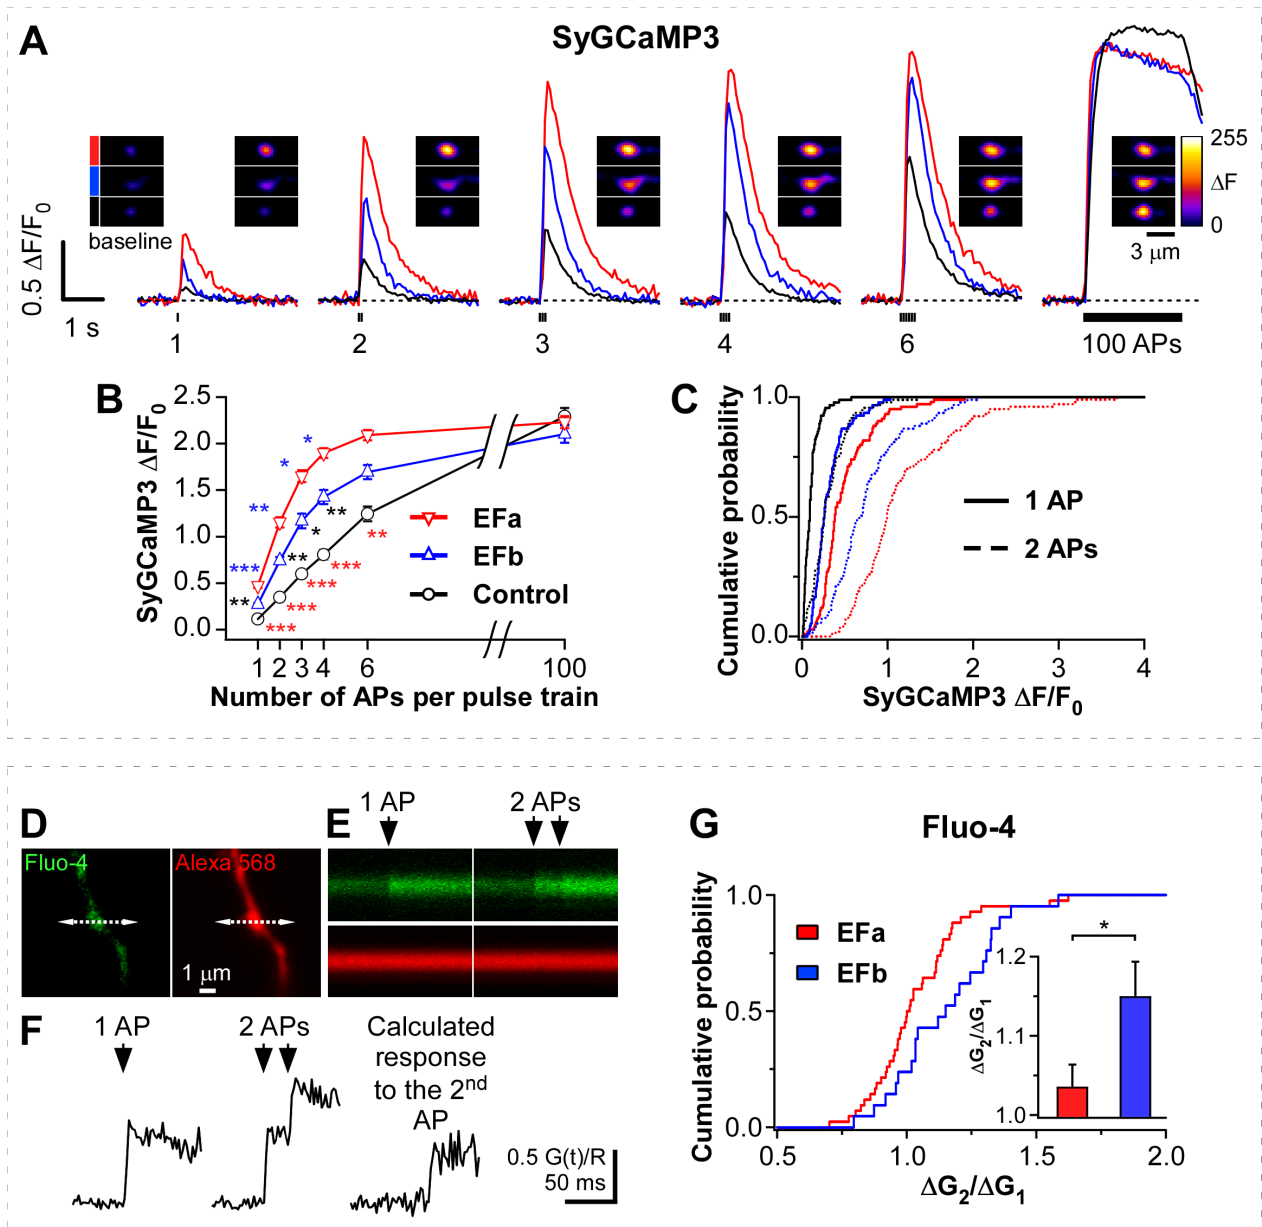 A
SyGCaMP3
255
ΔF
0
baseline
3 μm
0.5 ΔF/F0
1 s
1
2
3
4
6
100 APs
B
SyGCaMP3 ΔF/F0
2.5
2.0
1.5
1.0
0.5
0.0
***
**
*
*
**
**
*
**
***
***
***
***
**
EFa
EFb
Control
1
2
3
4
6
100
Number of APs per pulse train
C
Cumulative probability
1.0
0.5
0.0
1 AP
2 APs
0
1
2
3
4
SyGCaMP3 ΔF/F0
D
Fluo-4
Alexa 568
1 μm
E
1 AP
2 APs
F
1 AP
2 APs
Calculated
response
to the 2nd
AP
0.5 G(t)/R
50 ms
G
Fluo-4
Cumulative probability
1.0
0.5
0.0
EFa
EFb
*
ΔG2/ΔG1
1.2
1.1
1.0
0.5
1.0
1.5
2.0
ΔG2/ΔG1